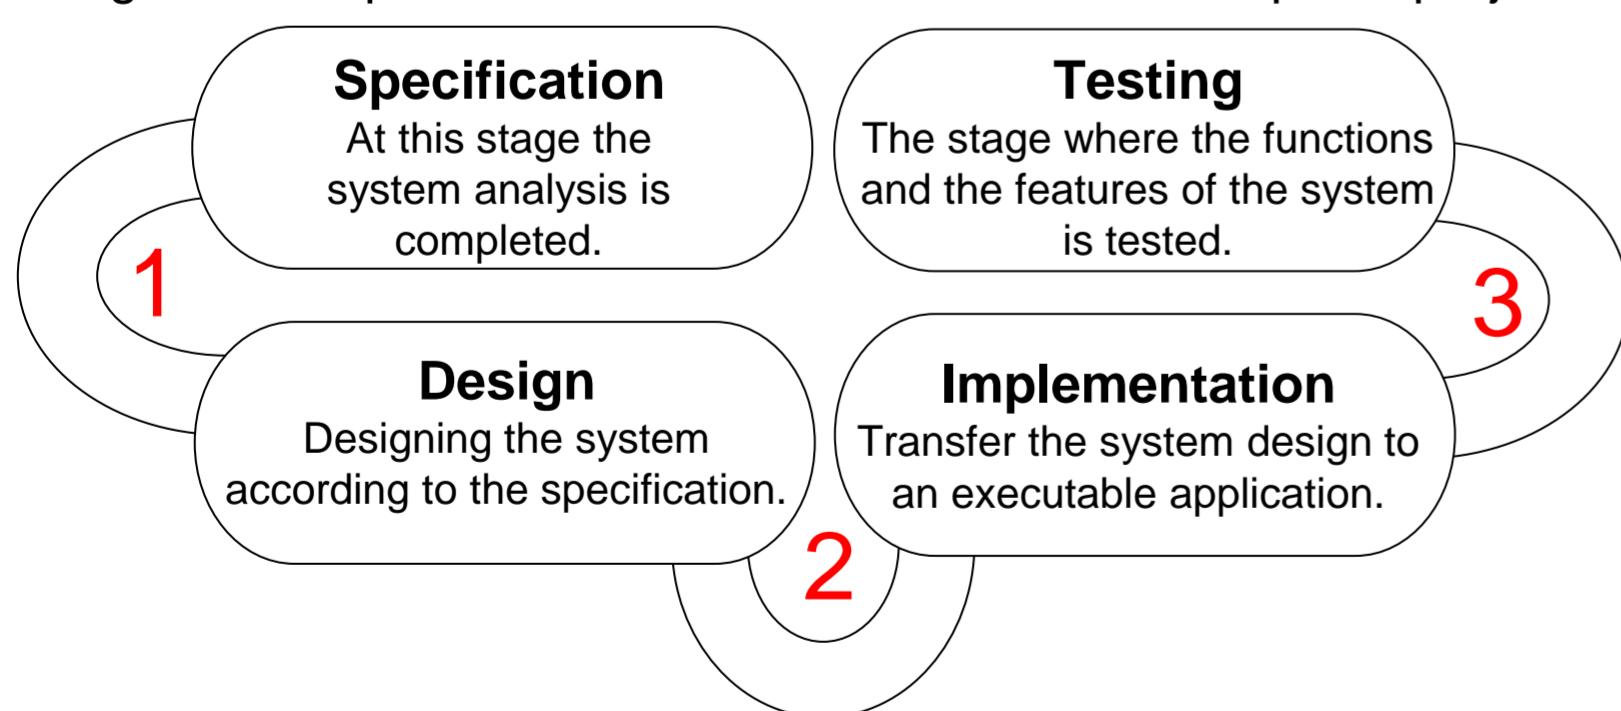 Specification
At this stage the
system analysis is
completed.
Testing
The stage where the functions
and the features of the system
is tested.
1
3
Design
Designing the system
according to the specification.
Implementation
Transfer the system design to
an executable application.
2